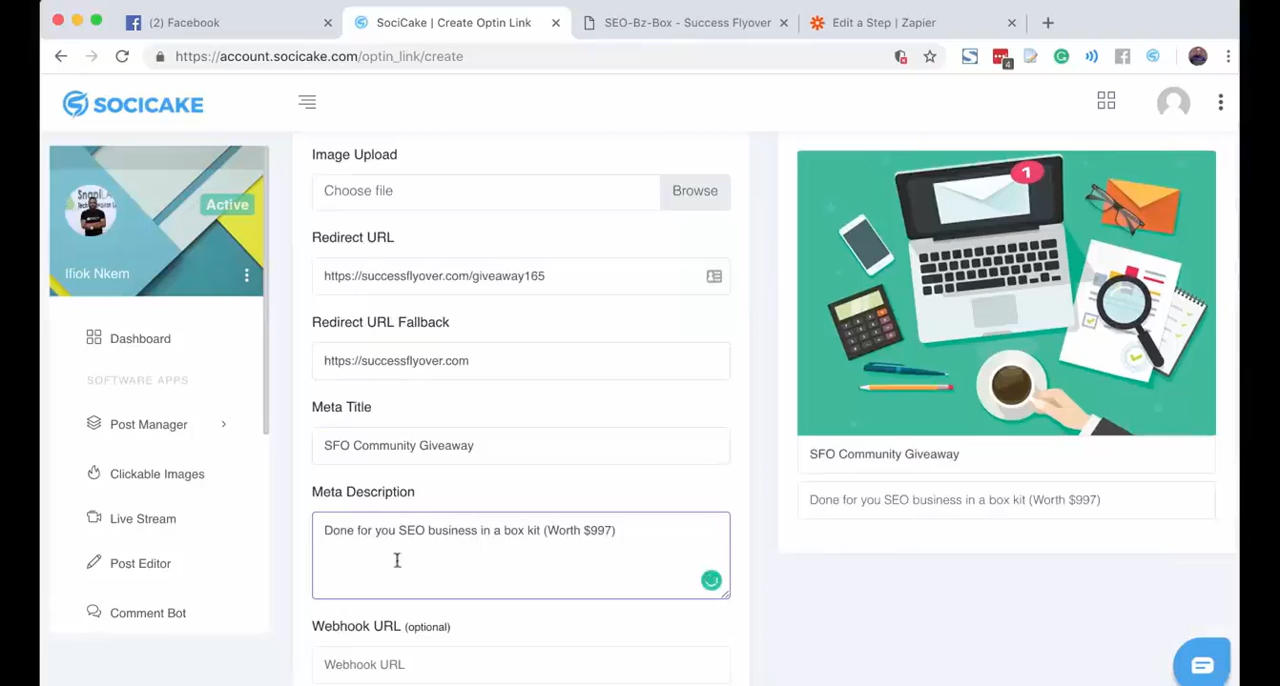 (2) Facebook
SociCake | Create Optin Link
SEO-Bz-Box - Success Flyover
Edit a Step | Zapier
https://account.socicake.com/optin_link/create
4
SOCICAKE
Active
Ifiok Nkem
Dashboard
SOFTWARE APPS
Post Manager
Clickable Images
Live Stream
Post Editor
Comment Bot
Image Upload
Choose file
Browse
Redirect URL
https://successflyover.com/giveaway165
Redirect URL Fallback
https://successflyover.com
Meta Title
SFO Community Giveaway
Meta Description
Done for you SEO business in a box kit (Worth $997)
Webhook URL (optional)
Webhook URL
1
SFO Community Giveaway
Done for you SEO business in a box kit (Worth $997)